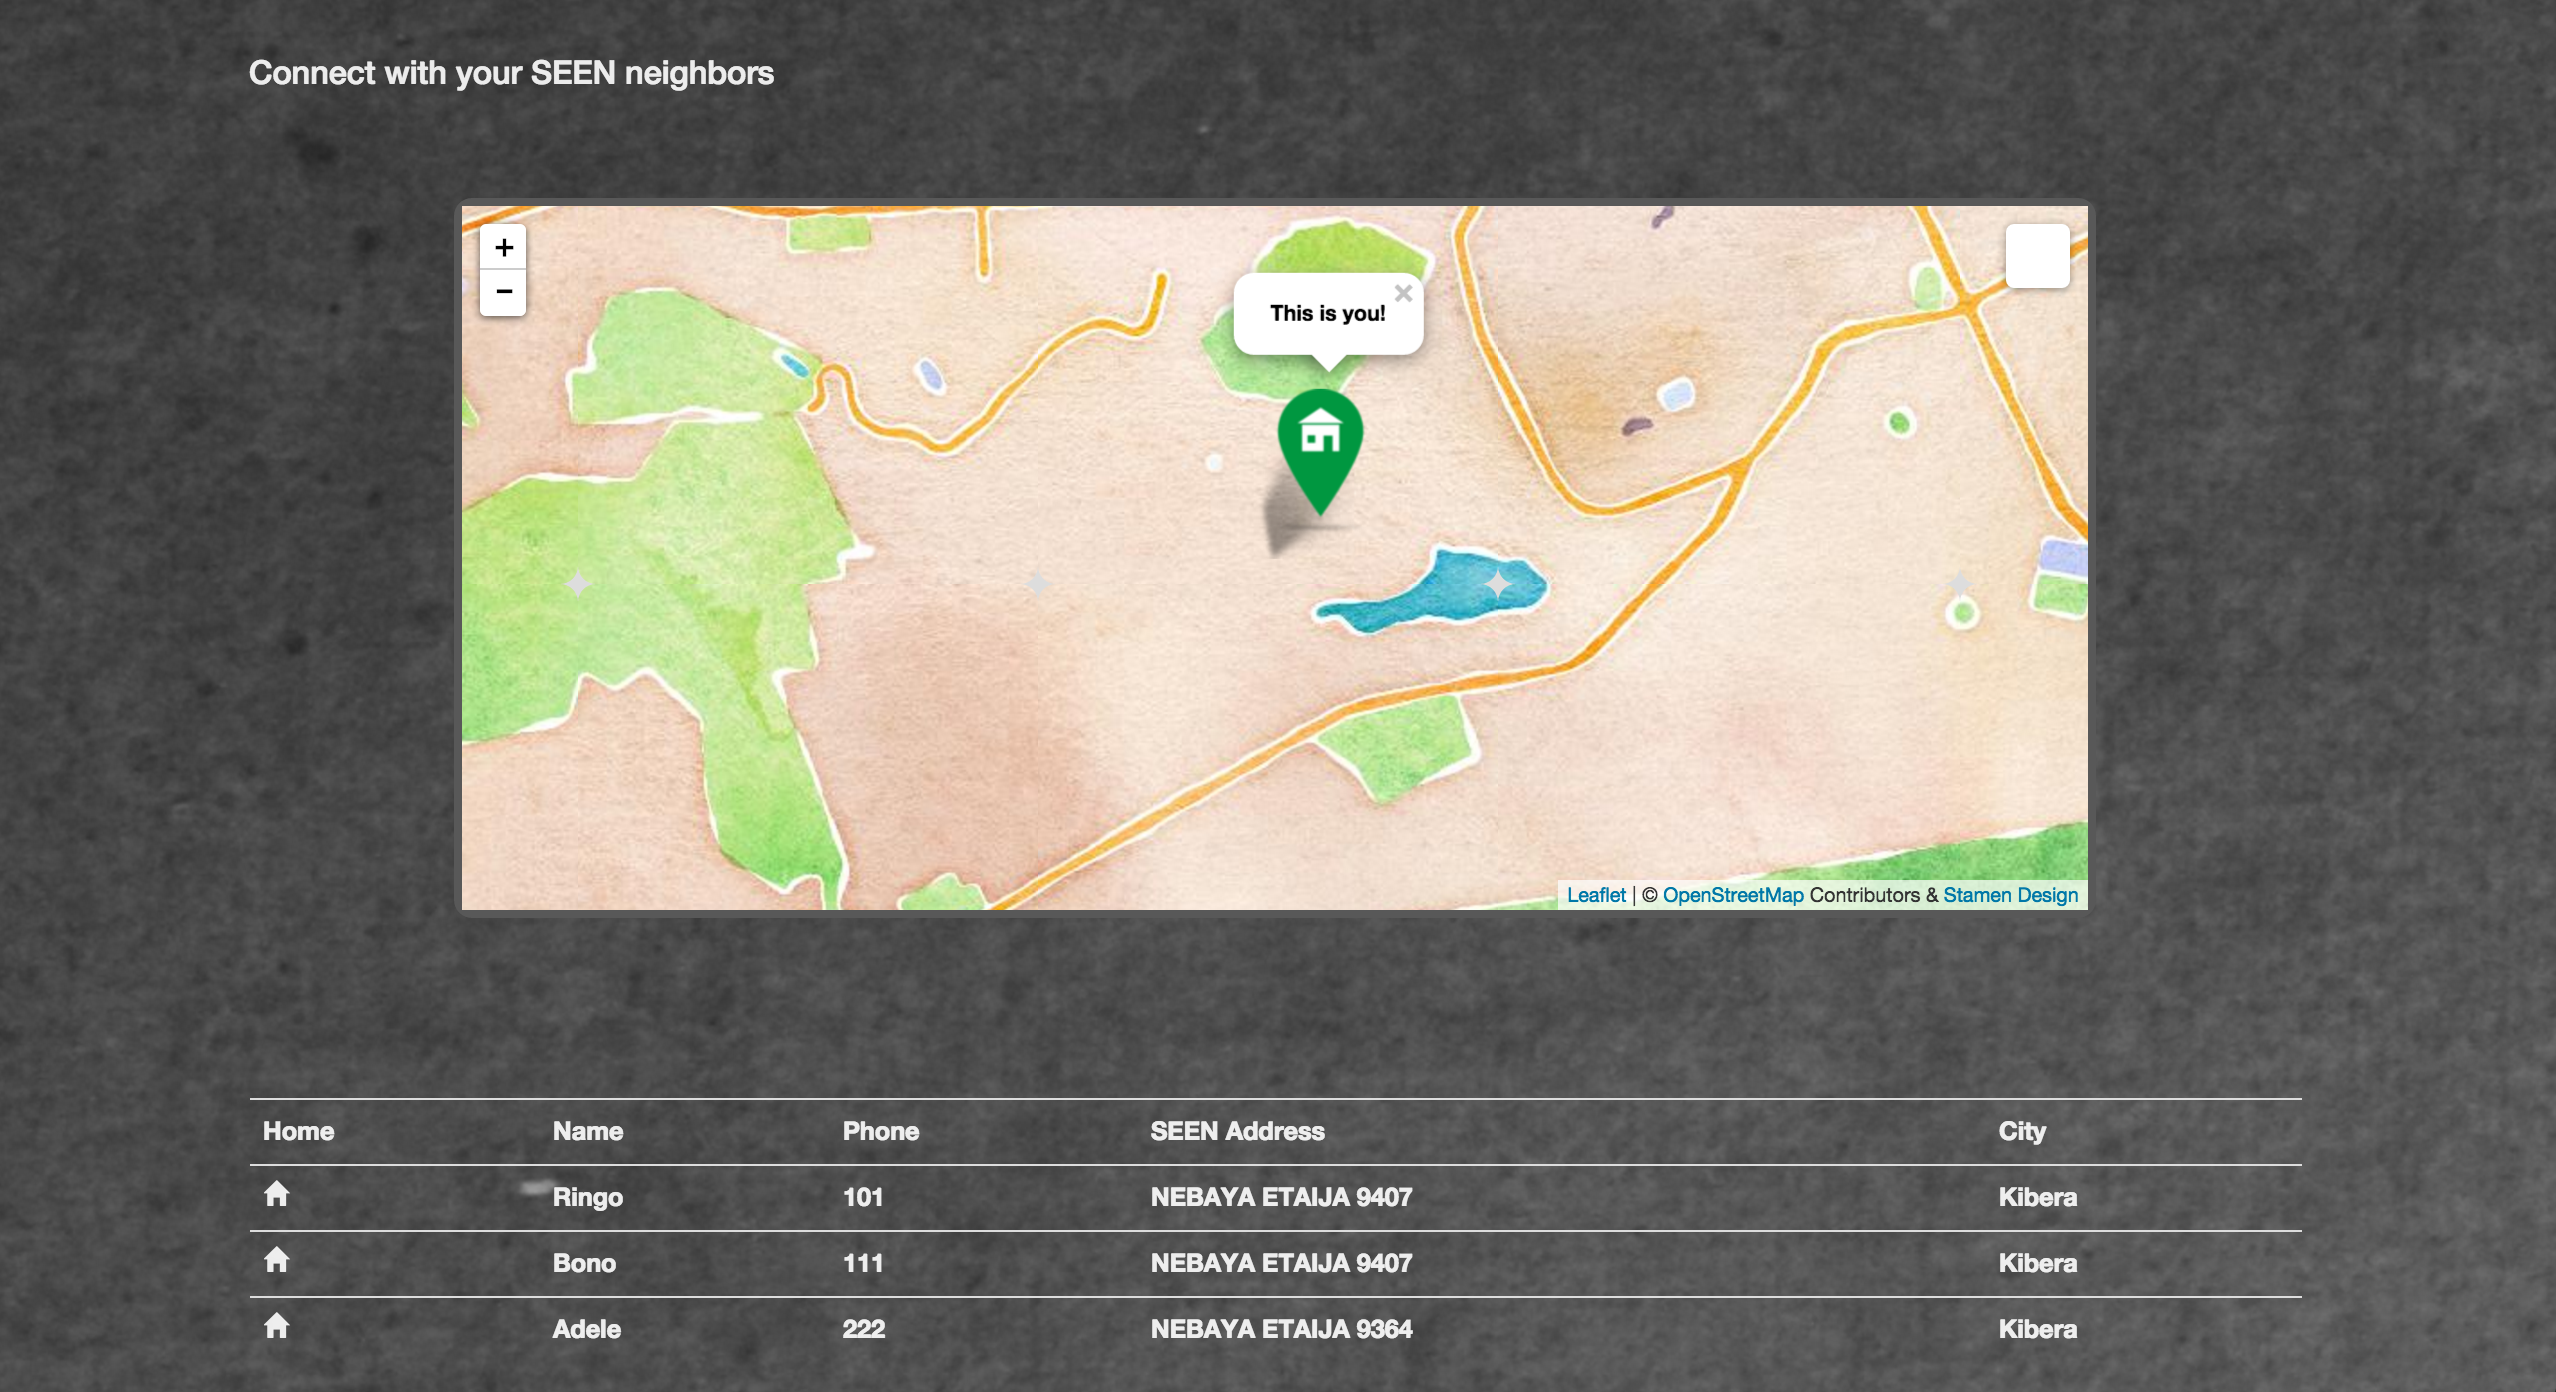 Connect with your SEEN neighbors
+
This is you! ×
−
Leaflet | © OpenStreetMap Contributors & Stamen Design
Home Name Phone SEEN Address City
Ringo 101 NEBAYA ETAIJA 9407 Kibera
Bono 111 NEBAYA ETAIJA 9407 Kibera
Adele 222 NEBAYA ETAIJA 9364 Kibera